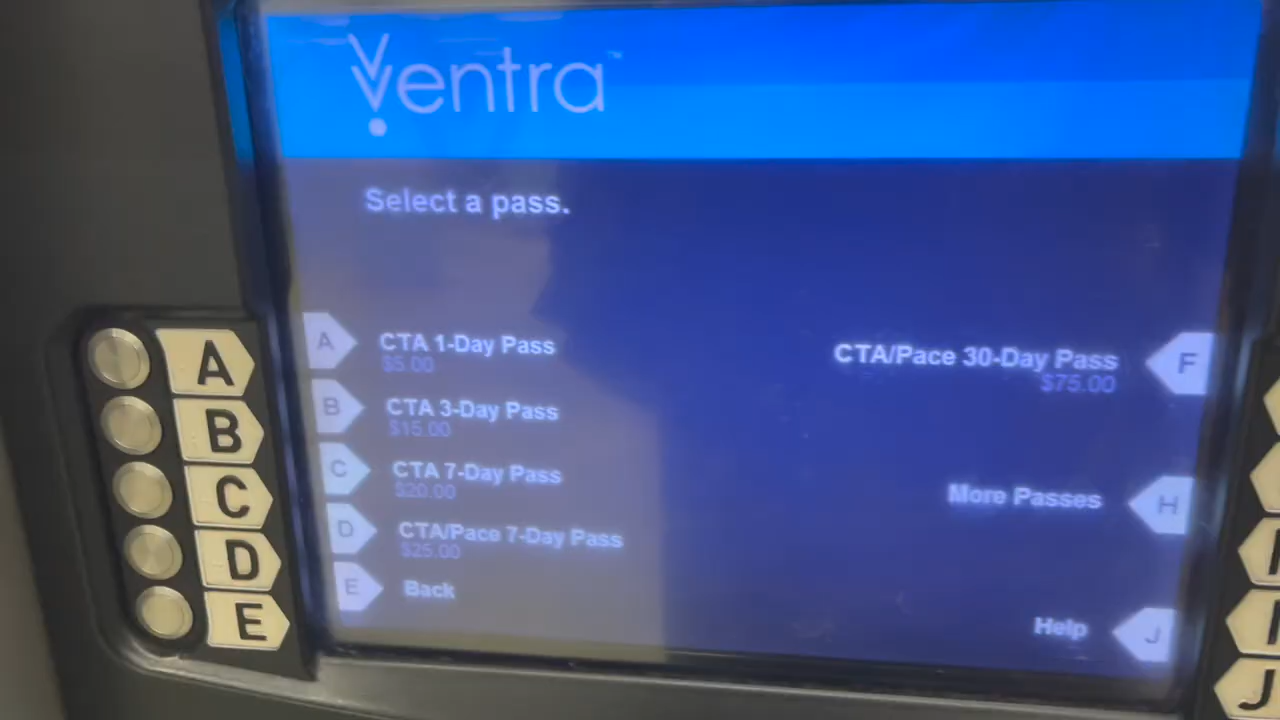 Ventra™
Select a pass.
A CTA 1-Day Pass
$5.00
B CTA 3-Day Pass
$15.00
C CTA 7-Day Pass
$20.00
D CTA/Pace 7-Day Pass
$25.00
E Back
CTA/Pace 30-Day Pass F
$75.00
More Passes H
Help J
A
B
C
D
E
J